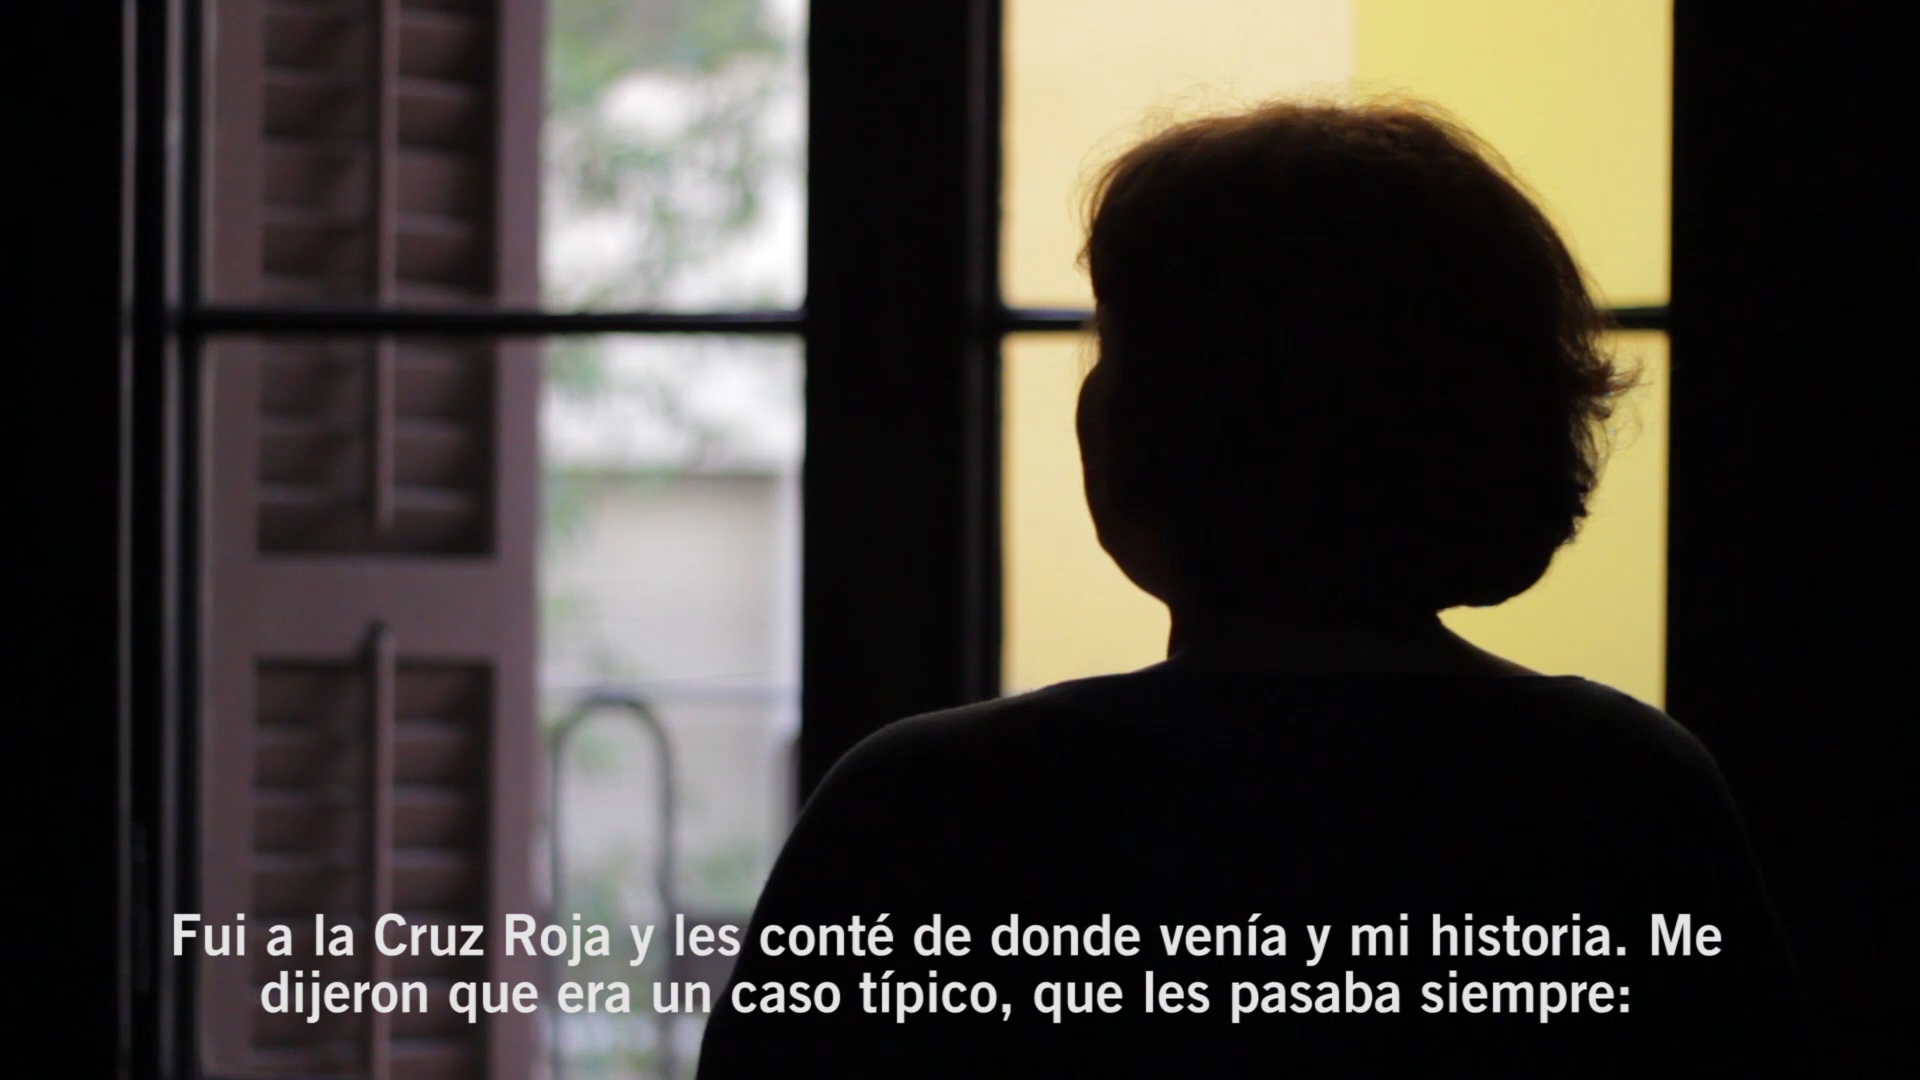 Fui a la Cruz Roja y les conté de donde venía y mi historia. Me
dijeron que era un caso típico, que les pasaba siempre: